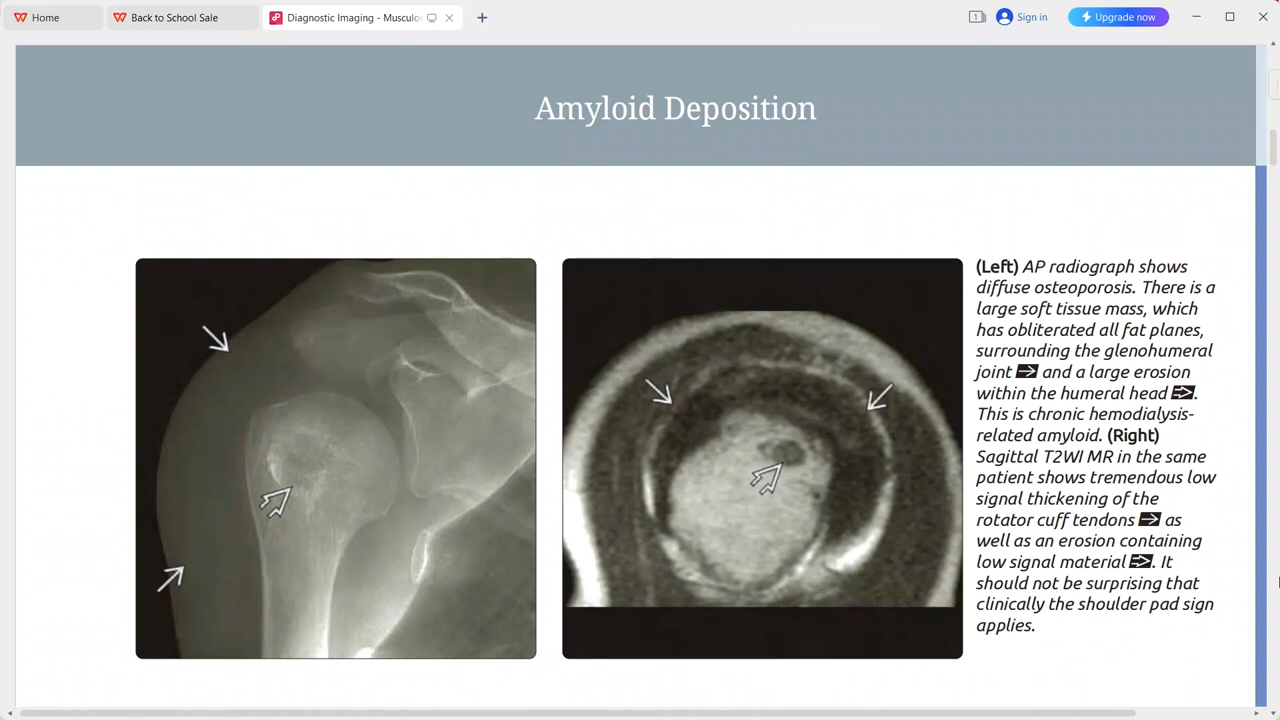 Home
Back to School Sale
Diagnostic Imaging - Musculo
1
Sign in
Upgrade now
Amyloid Deposition
(Left) AP radiograph shows
diffuse osteoporosis. There is a
large soft tissue mass, which
has obliterated all fat planes,
surrounding the glenohumeral
joint ➡ and a large erosion
within the humeral head ➡.
This is chronic hemodialysis-
related amyloid. (Right)
Sagittal T2WI MR in the same
patient shows tremendous low
signal thickening of the
rotator cuff tendons ➡ as
well as an erosion containing
low signal material ➡. It
should not be surprising that
clinically the shoulder pad sign
applies.